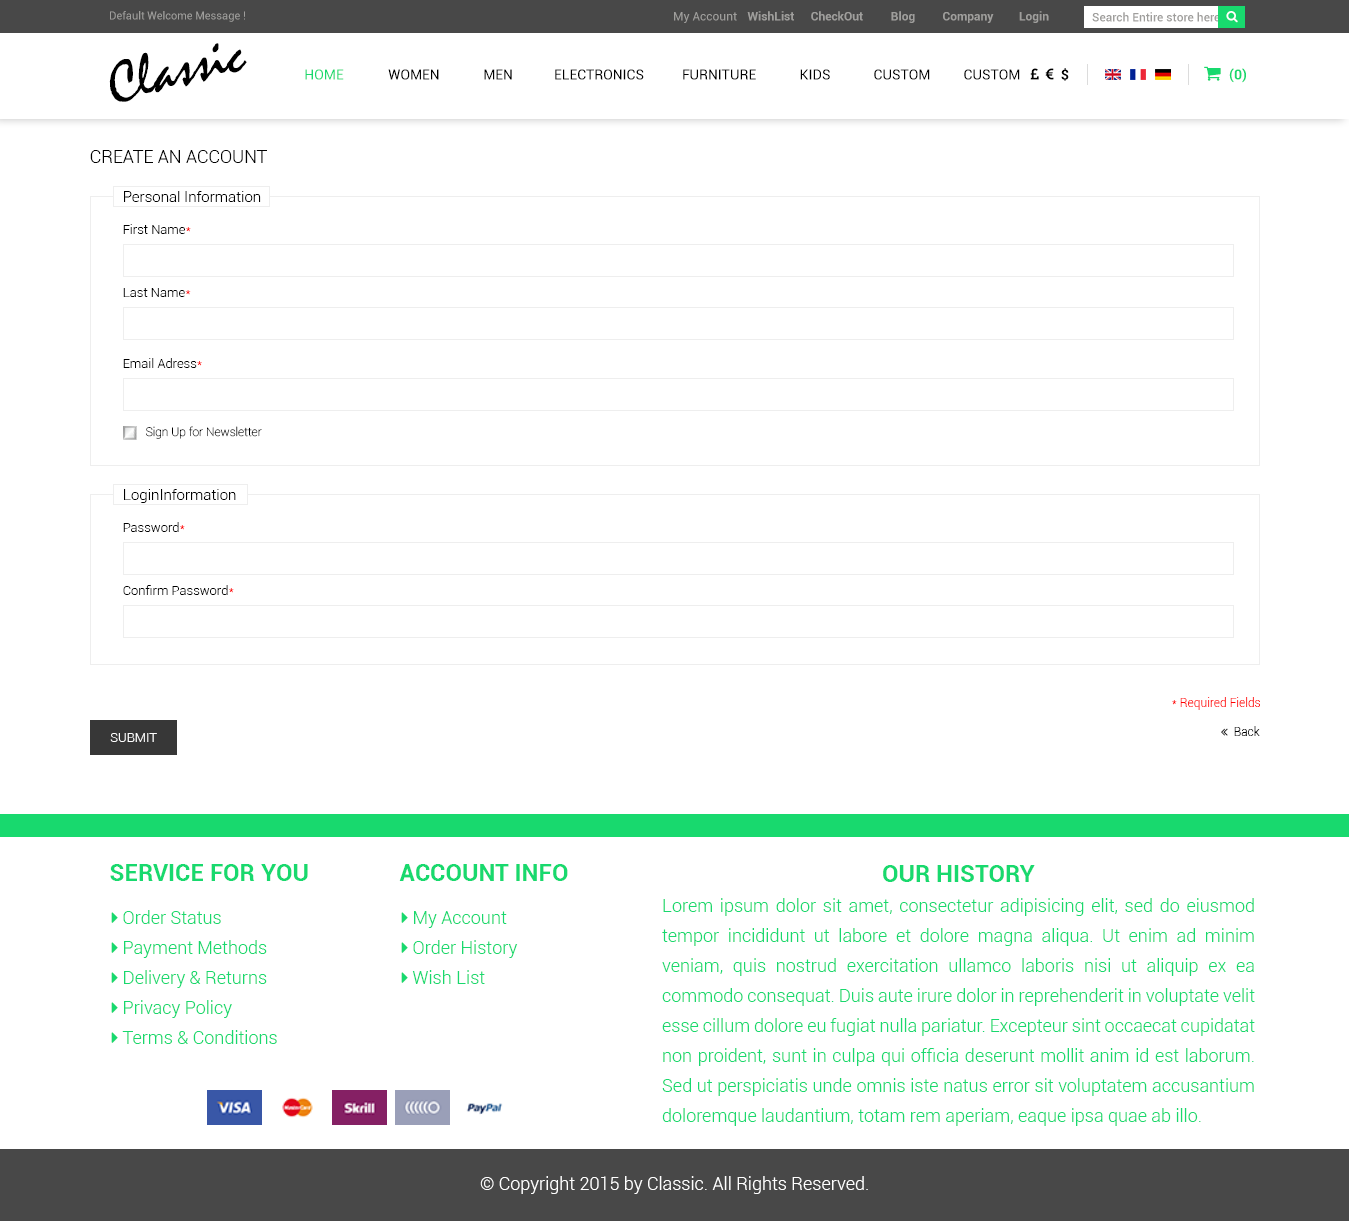 Default Welcome Message !
My Account WishList CheckOut Blog Company Login
Search Entire store here
Classic
HOME WOMEN MEN ELECTRONICS FURNITURE KIDS CUSTOM CUSTOM £ € $ (0)
CREATE AN ACCOUNT
Personal Information
First Name*
Last Name*
Email Adress*
Sign Up for Newsletter
LoginInformation
Password*
Confirm Password*
* Required Fields
SUBMIT
« Back
SERVICE FOR YOU
Order Status
Payment Methods
Delivery & Returns
Privacy Policy
Terms & Conditions
ACCOUNT INFO
My Account
Order History
Wish List
OUR HISTORY
Lorem ipsum dolor sit amet, consectetur adipisicing elit, sed do eiusmod
tempor incididunt ut labore et dolore magna aliqua. Ut enim ad minim
veniam, quis nostrud exercitation ullamco laboris nisi ut aliquip ex ea
commodo consequat. Duis aute irure dolor in reprehenderit in voluptate velit
esse cillum dolore eu fugiat nulla pariatur. Excepteur sint occaecat cupidatat
non proident, sunt in culpa qui officia deserunt mollit anim id est laborum.
Sed ut perspiciatis unde omnis iste natus error sit voluptatem accusantium
doloremque laudantium, totam rem aperiam, eaque ipsa quae ab illo.
VISA MasterCard Skrill PayPal
© Copyright 2015 by Classic. All Rights Reserved.